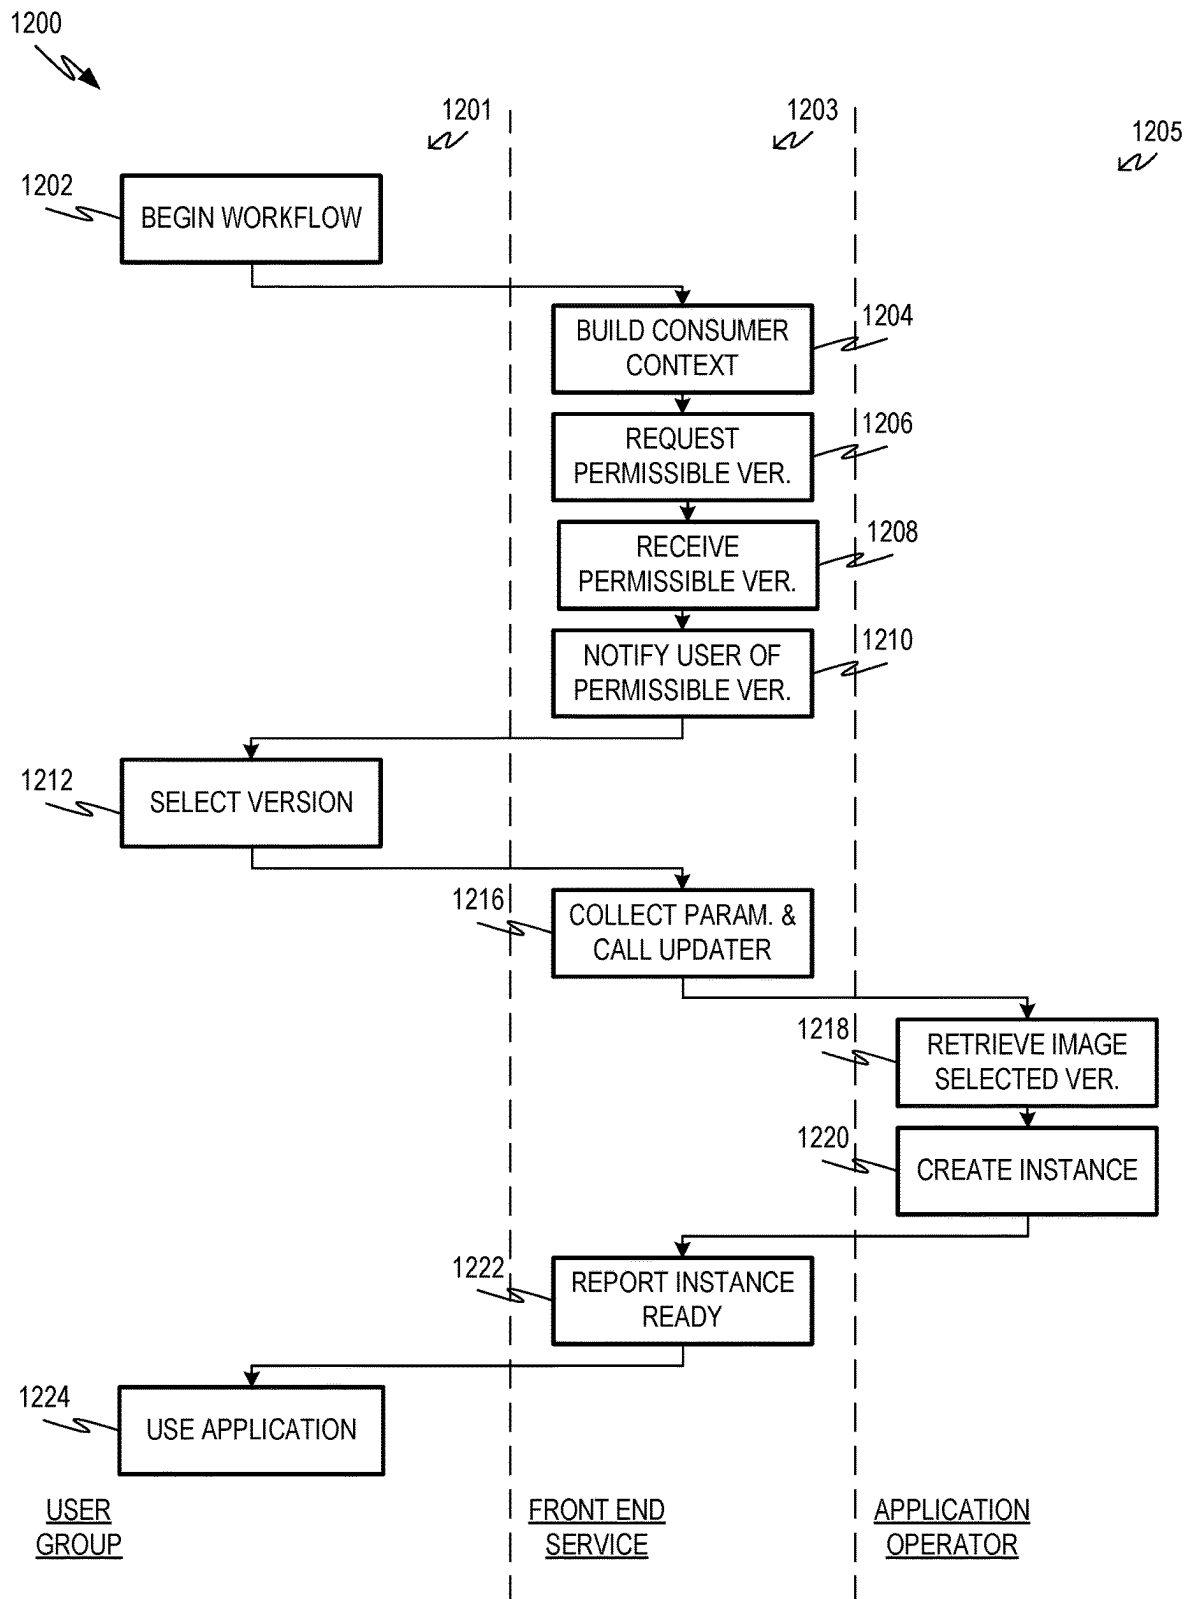 1200
1201
1203
1205
1202
BEGIN WORKFLOW
BUILD CONSUMER
CONTEXT
1204
REQUEST
PERMISSIBLE VER.
1206
RECEIVE
PERMISSIBLE VER.
1208
NOTIFY USER OF
PERMISSIBLE VER.
1210
1212
SELECT VERSION
1216
COLLECT PARAM. &
CALL UPDATER
1218
RETRIEVE IMAGE
SELECTED VER.
1220
CREATE INSTANCE
1222
REPORT INSTANCE
READY
1224
USE APPLICATION
USER
GROUP
FRONT END
SERVICE
APPLICATION
OPERATOR